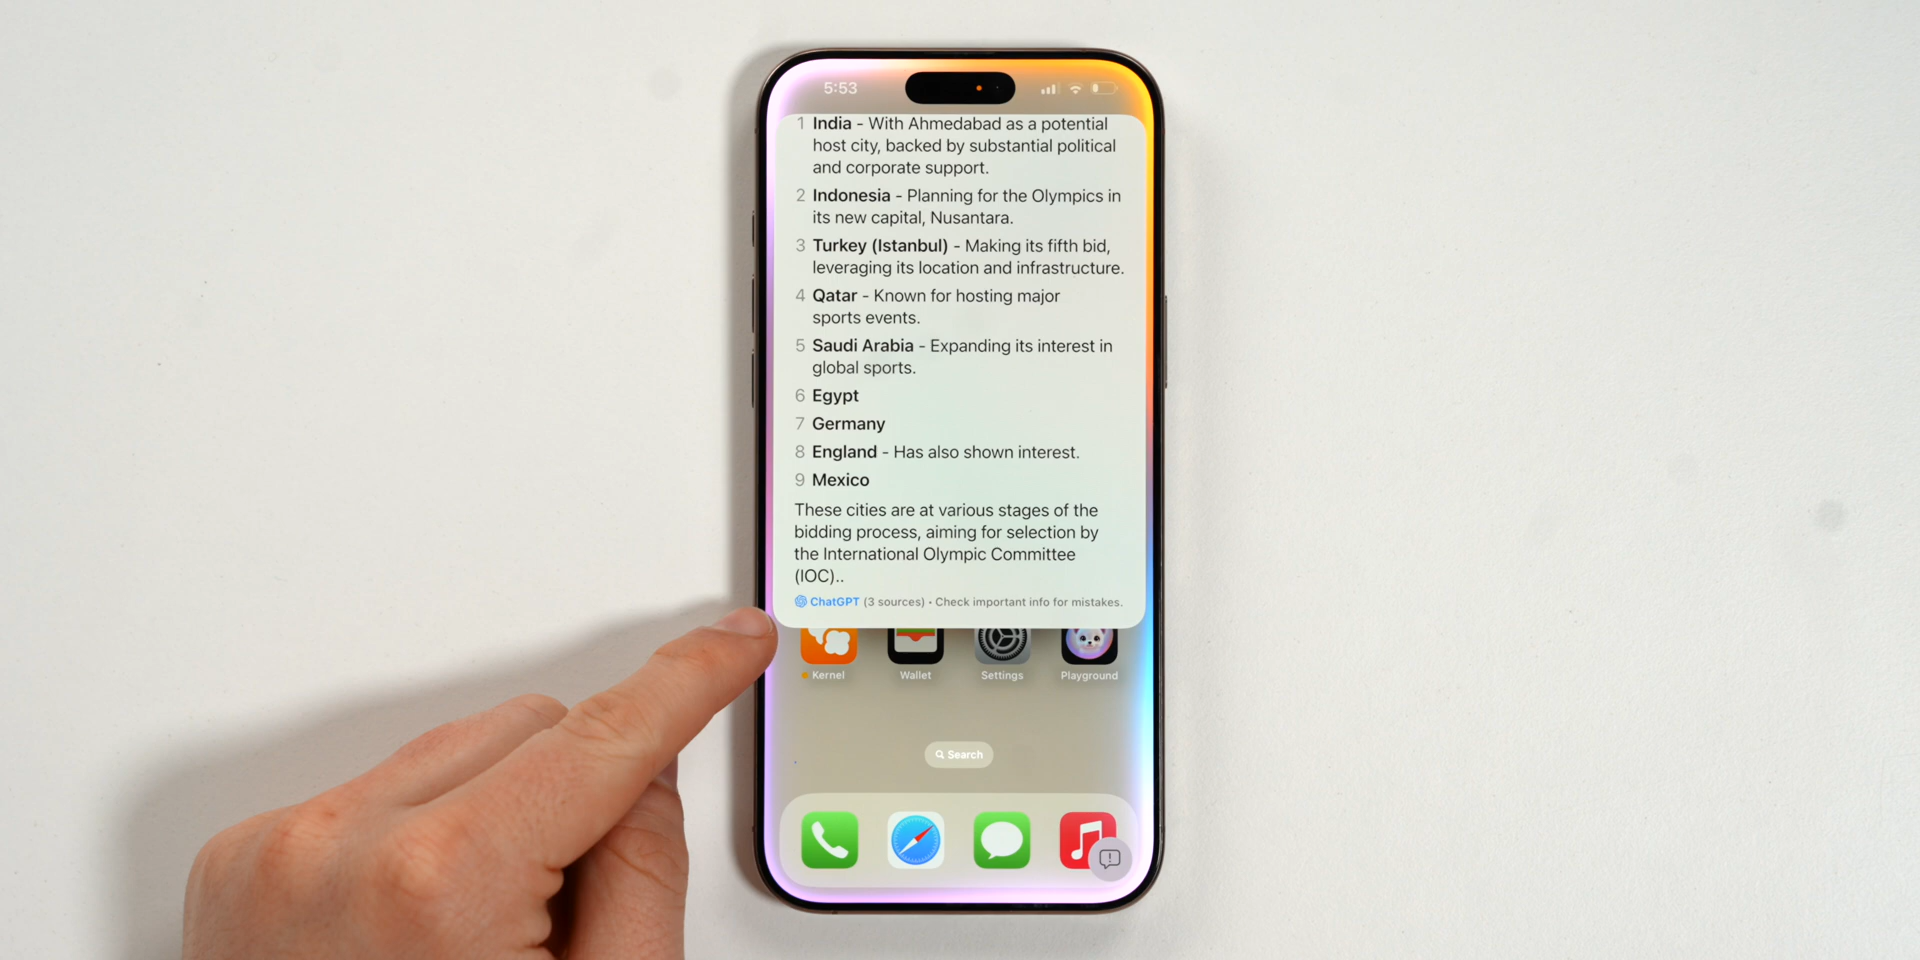 5:53
1 India - With Ahmedabad as a potential
host city, backed by substantial political
and corporate support.
2 Indonesia - Planning for the Olympics in
its new capital, Nusantara.
3 Turkey (Istanbul) - Making its fifth bid,
leveraging its location and infrastructure.
4 Qatar - Known for hosting major
sports events.
5 Saudi Arabia - Expanding its interest in
global sports.
6 Egypt
7 Germany
8 England - Has also shown interest.
9 Mexico
These cities are at various stages of the
bidding process, aiming for selection by
the International Olympic Committee
(IOC)..
ChatGPT (3 sources) • Check important info for mistakes.
Kernel Wallet Settings Playground
Search